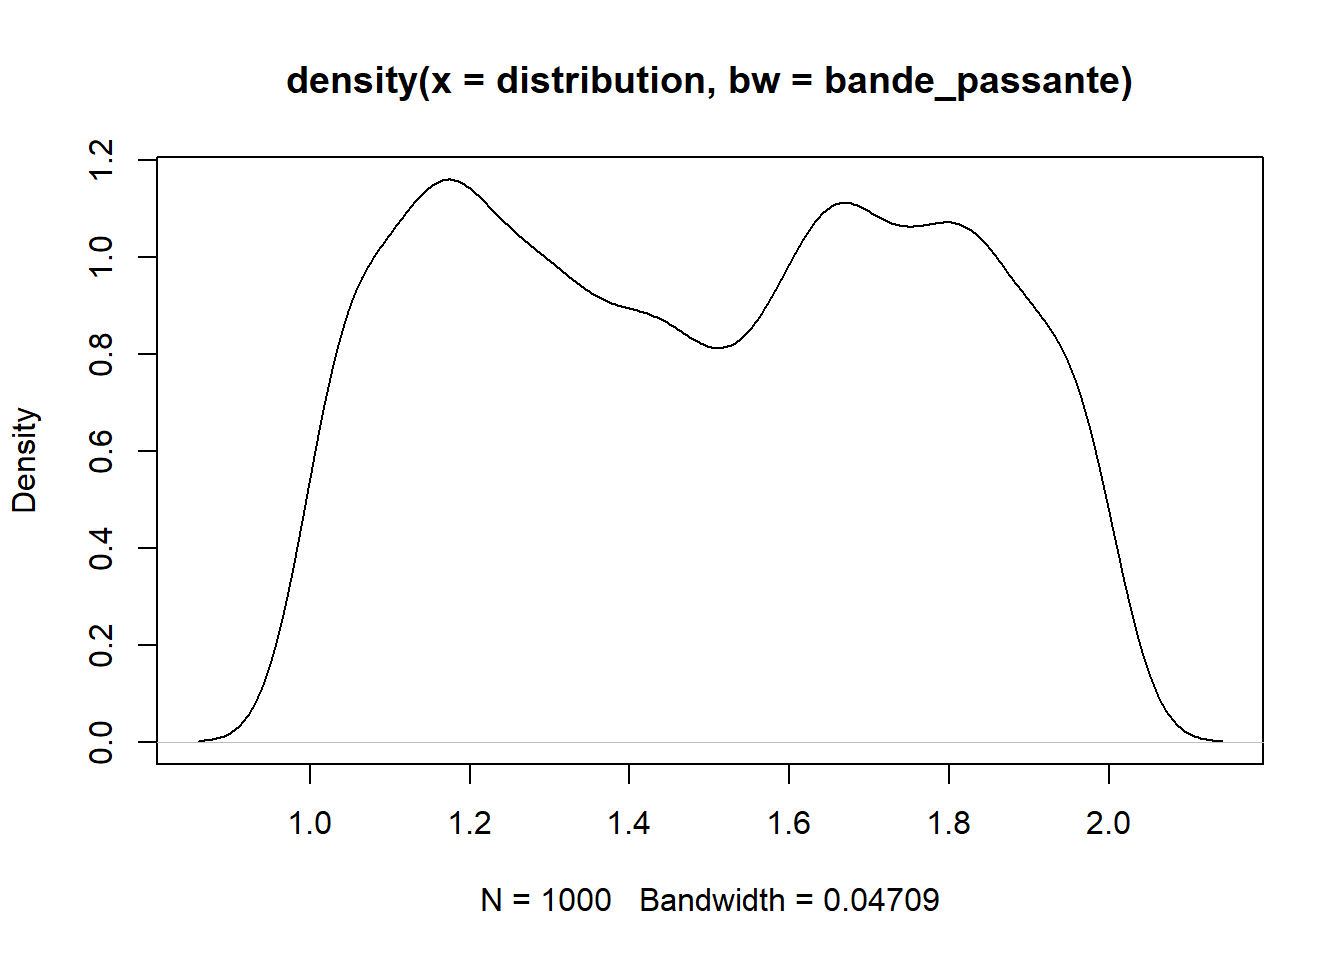 density(x = distribution, bw = bande_passante)
1.2
1.0
0.8
0.6
0.4
0.2
0.0
Density
1.0 1.2 1.4 1.6 1.8 2.0
N = 1000 Bandwidth = 0.04709